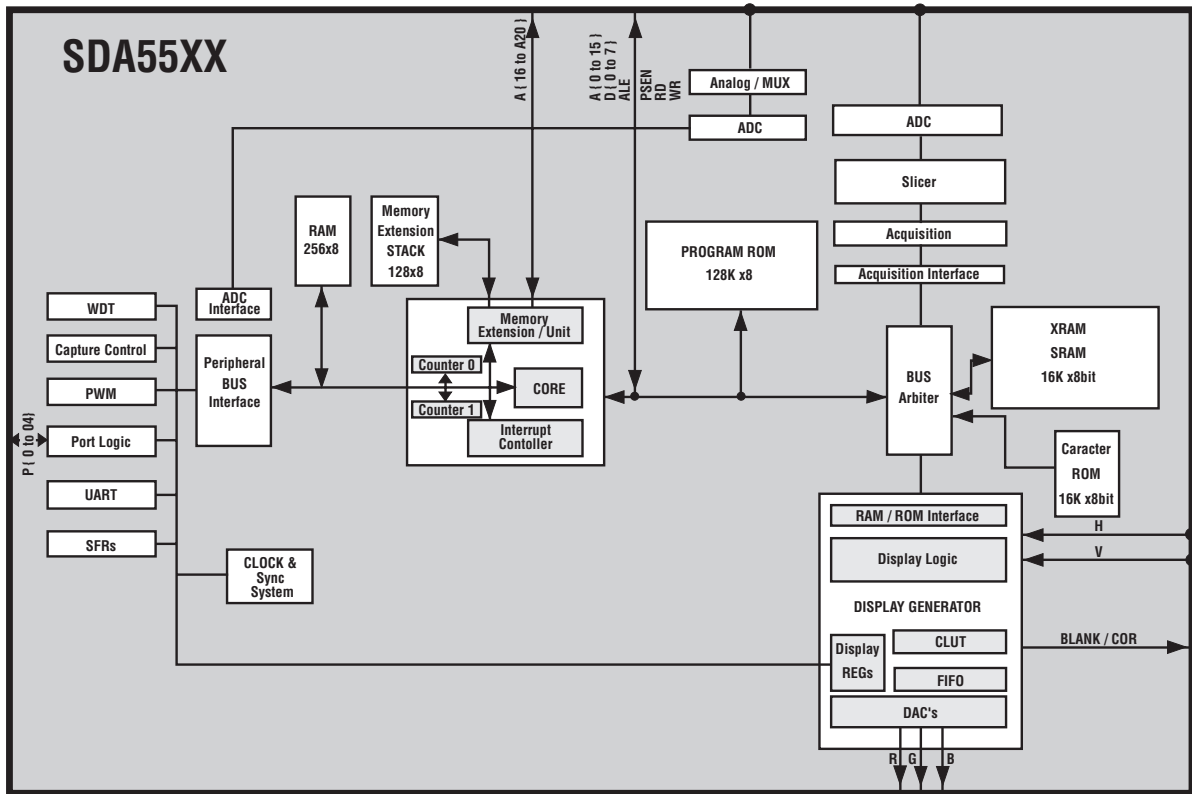 SDA55XX
A { 16 to A20 }
A { 0 to 15 }
D { 0 to 7 }
ALE
PSEN
RD
WR
Analog / MUX
ADC
ADC
Slicer
Acquisition
Acquisition Interface
RAM
256x8
Memory
Extension
STACK
128x8
PROGRAM ROM
128K x8
ADC
Interface
WDT
Capture Control
PWM
Port Logic
UART
SFRs
P { 0 to 04}
Peripheral
BUS
Interface
Memory
Extension / Unit
Counter 0
Counter 1
CORE
Interrupt
Contoller
BUS
Arbiter
XRAM
SRAM
16K x8bit
Caracter
ROM
16K x8bit
CLOCK &
Sync
System
RAM / ROM Interface
Display Logic
DISPLAY GENERATOR
Display
REGs
CLUT
FIFO
DAC's
H
V
BLANK / COR
R
G
B